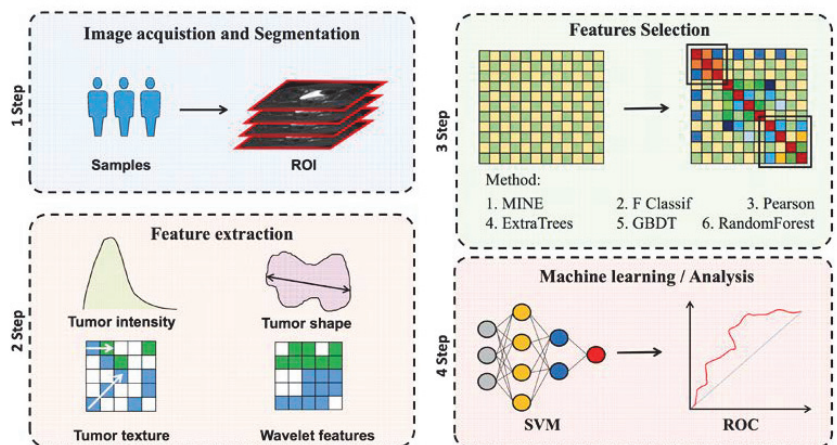 1 Step
Image acquistion and Segmentation
Samples
ROI
2 Step
Feature extraction
Tumor intensity
Tumor shape
Tumor texture
Wavelet features
3 Step
Features Selection
Method:
1. MINE 2. F Classif 3. Pearson
4. ExtraTrees 5. GBDT 6. RandomForest
4 Step
Machine learning / Analysis
SVM
ROC